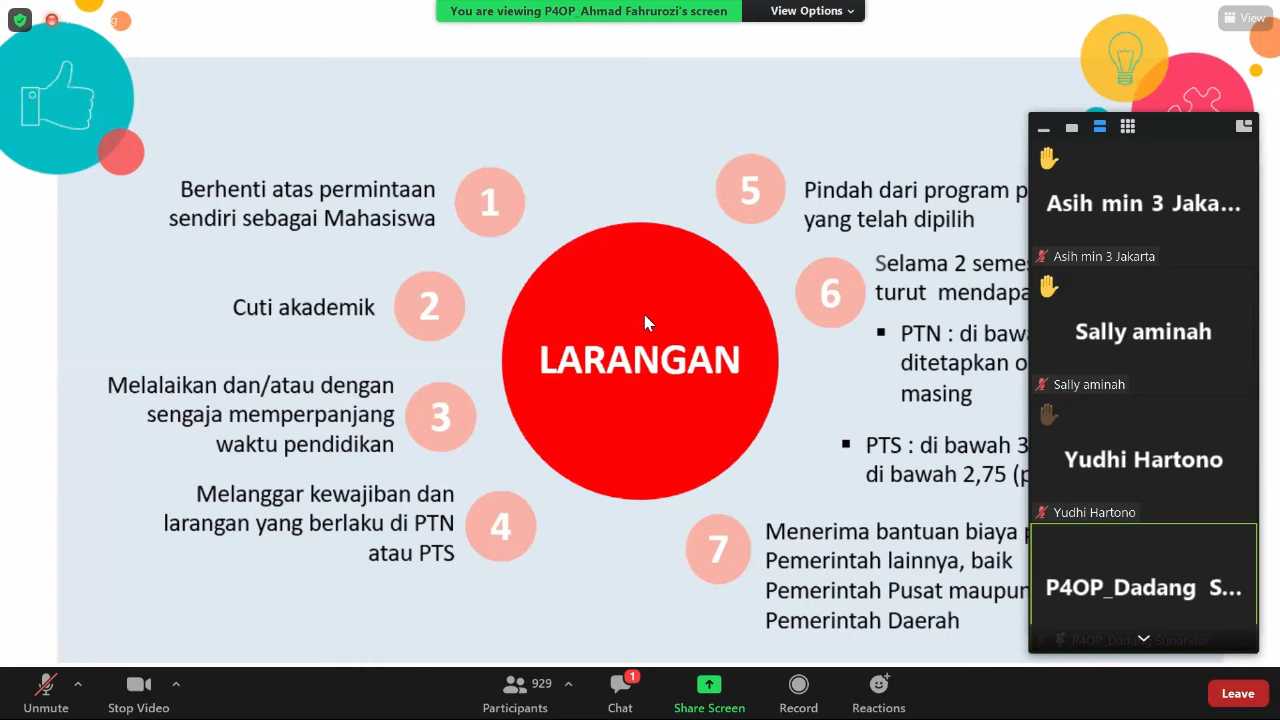 You are viewing P4OP_Ahmad Fahrurozi's screen
View Options
View
Berhenti atas permintaan
sendiri sebagai Mahasiswa
1
Cuti akademik
2
Melalaikan dan/atau dengan
sengaja memperpanjang
waktu pendidikan
3
Melanggar kewajiban dan
larangan yang berlaku di PTN
atau PTS
4
LARANGAN
5
Pindah dari program p
yang telah dipilih
6
Selama 2 semes
turut mendapa
PTN : di bawa
ditetapkan o
masing
PTS : di bawah 3
di bawah 2,75 (p
7
Menerima bantuan biaya p
Pemerintah lainnya, baik
Pemerintah Pusat maupun
Pemerintah Daerah
Asih min 3 Jaka...
Asih min 3 Jakarta
Sally aminah
Sally aminah
Yudhi Hartono
Yudhi Hartono
P4OP_Dadang S...
P4OP_Dadang Sunandar
Unmute
Stop Video
Participants
929
Chat
1
Share Screen
Record
Reactions
Leave